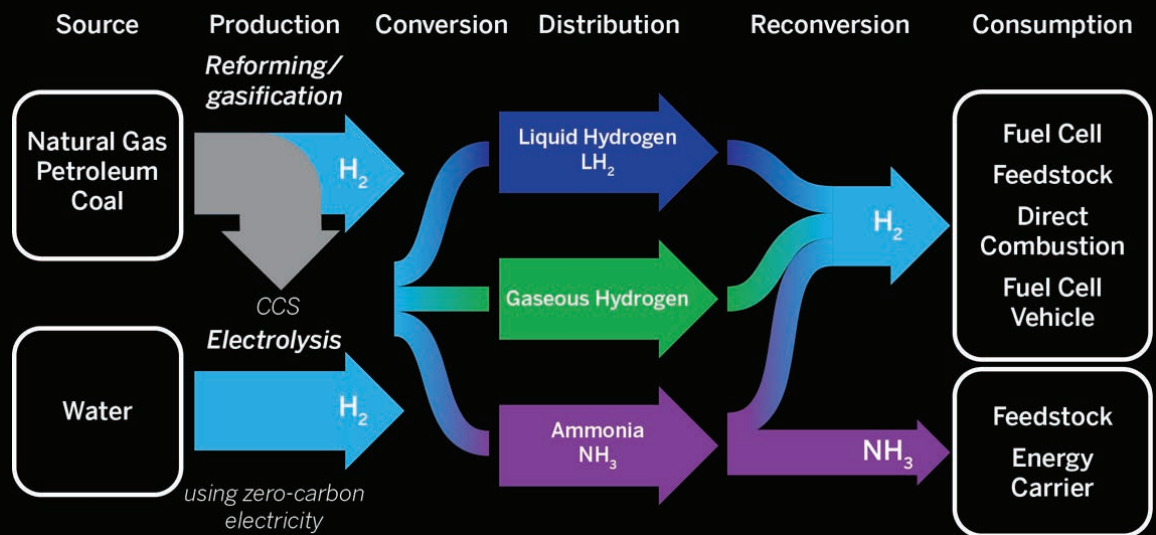 Source
Production
Conversion
Distribution
Reconversion
Consumption
Reforming/
gasification
Natural Gas
Petroleum
Coal
H₂
CCS
Electrolysis
Water
H₂
using zero-carbon
electricity
Liquid Hydrogen
LH₂
Gaseous Hydrogen
Ammonia
NH₃
H₂
NH₃
Fuel Cell
Feedstock
Direct
Combustion
Fuel Cell
Vehicle
Feedstock
Energy
Carrier